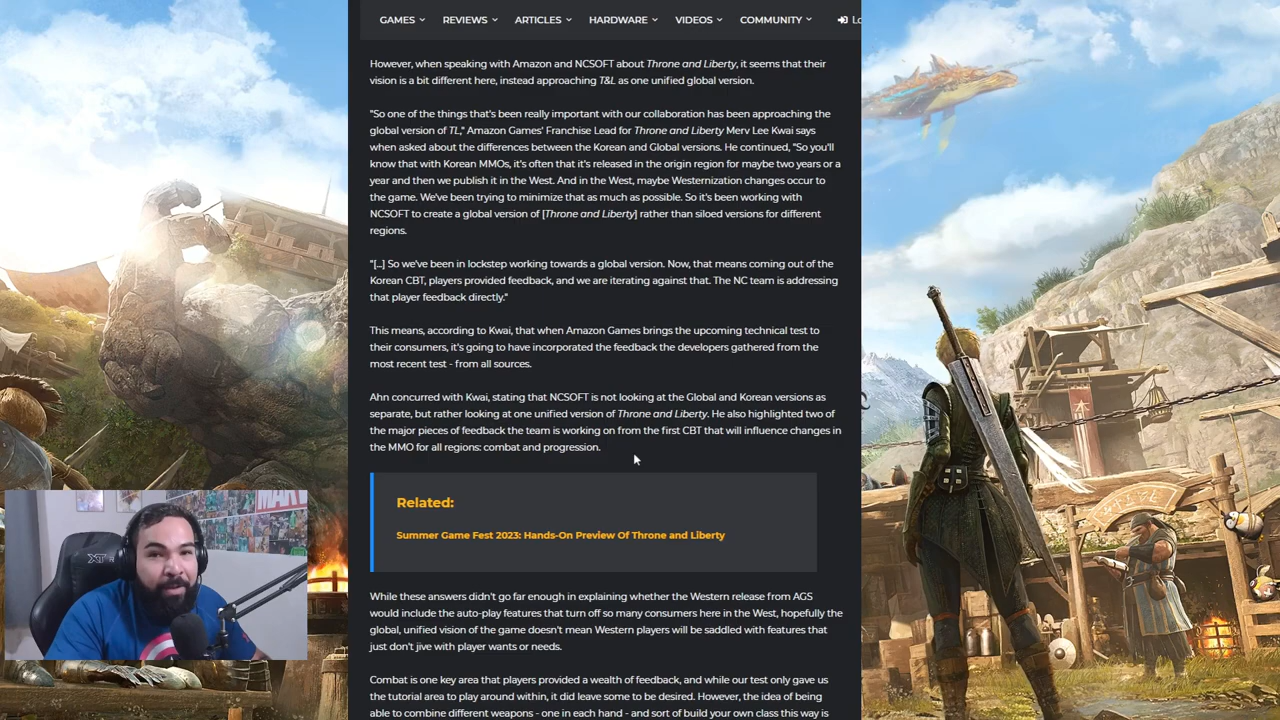 GAMES REVIEWS ARTICLES HARDWARE VIDEOS COMMUNITY
However, when speaking with Amazon and NCSOFT about Throne and Liberty, it seems that their
vision is a bit different here, instead approaching T&L as one unified global version.
"So one of the things that's been really important with our collaboration has been approaching the
global version of TL," Amazon Games' Franchise Lead for Throne and Liberty Merv Lee Kwai says
when asked about the differences between the Korean and Global versions. He continued, "So you'll
know that with Korean MMOs, it's often that it's released in the origin region for maybe two years or a
year and then we publish it in the West. And in the West, maybe Westernization changes occur to
the game. We've been trying to minimize that as much as possible. So it's been working with
NCSOFT to create a global version of [Throne and Liberty] rather than siloed versions for different
regions.
"[...] So we've been in lockstep working towards a global version. Now, that means coming out of the
Korean CBT, players provided feedback, and we are iterating against that. The NC team is addressing
that player feedback directly."
This means, according to Kwai, that when Amazon Games brings the upcoming technical test to
their consumers, it's going to have incorporated the feedback the developers gathered from the
most recent test - from all sources.
Ahn concurred with Kwai, stating that NCSOFT is not looking at the Global and Korean versions as
separate, but rather looking at one unified version of Throne and Liberty. He also highlighted two of
the major pieces of feedback the team is working on from the first CBT that will influence changes in
the MMO for all regions: combat and progression.
Related:
Summer Game Fest 2023: Hands-On Preview Of Throne and Liberty
While these answers didn't go far enough in explaining whether the Western release from AGS
would include the auto-play features that turn off so many consumers here in the West, hopefully the
global, unified vision of the game doesn't mean Western players will be saddled with features that
just don't jive with player wants or needs.
Combat is one key area that players provided a wealth of feedback, and while our test only gave us
the tutorial area to play around within, it did leave some to be desired. However, the idea of being
able to combine different weapons - one in each hand - and sort of build your own class this way is